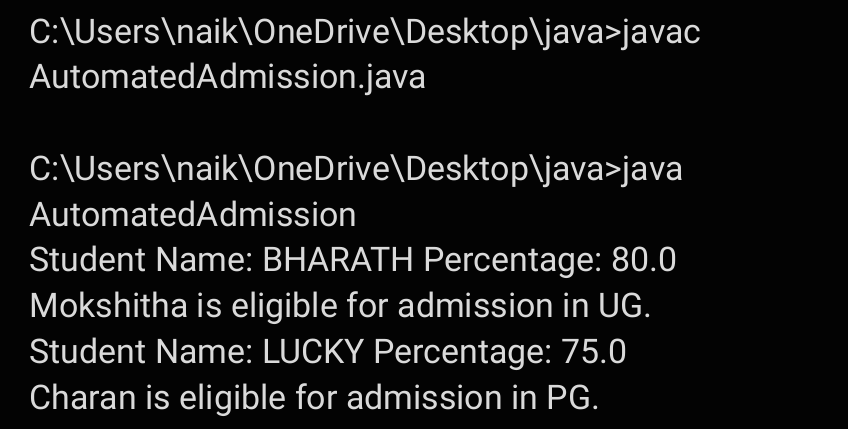 C:\Users\naik\OneDrive\Desktop\java>javac
AutomatedAdmission.java
C:\Users\naik\OneDrive\Desktop\java>java
AutomatedAdmission
Student Name: BHARATH Percentage: 80.0
Mokshitha is eligible for admission in UG.
Student Name: LUCKY Percentage: 75.0
Charan is eligible for admission in PG.